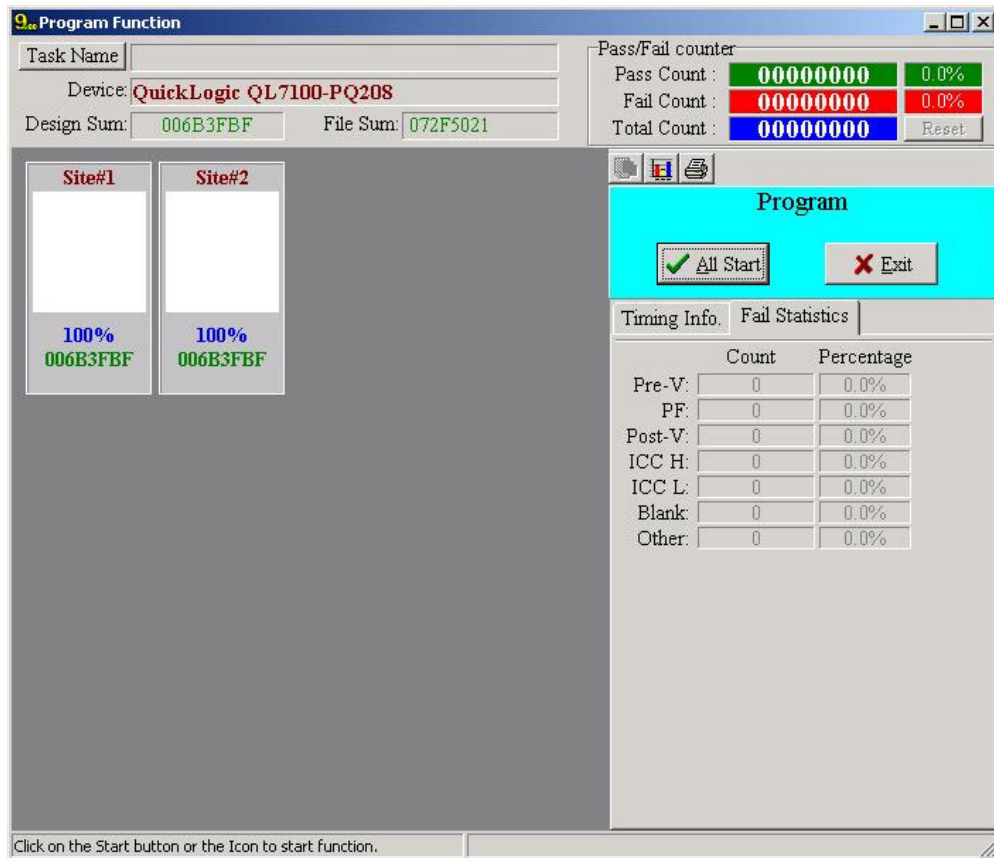 Program Function
Task Name
Device: QuickLogic QL7100-PQ208
Design Sum: 006B3FBF File Sum: 072F5021
Pass/Fail counter
Pass Count : 00000000 0.0%
Fail Count : 00000000 0.0%
Total Count : 00000000 Reset
Site#1
100%
006B3FBF
Site#2
100%
006B3FBF
Program
All Start Exit
Timing Info. Fail Statistics
Count Percentage
Pre-V: 0 0.0%
PF: 0 0.0%
Post-V: 0 0.0%
ICC H: 0 0.0%
ICC L: 0 0.0%
Blank: 0 0.0%
Other: 0 0.0%
Click on the Start button or the Icon to start function.